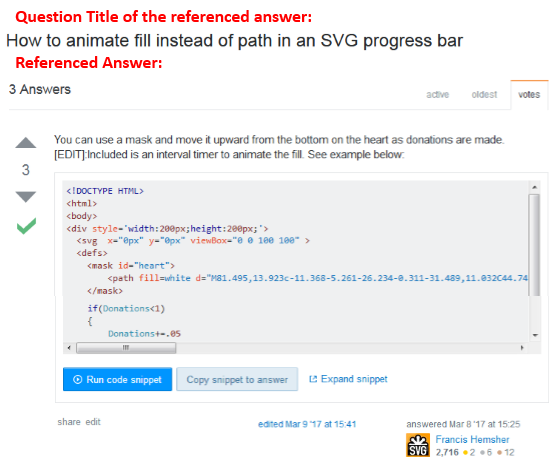 Question Title of the referenced answer:
How to animate fill instead of path in an SVG progress bar
Referenced Answer:
3 Answers
active oldest votes
You can use a mask and move it upward from the bottom on the heart as donations are made.
[EDIT]:Included is an interval timer to animate the fill. See example below:
3
<!DOCTYPE HTML>
<html>
<body>
<div style='width:200px;height:200px;'>
<svg x="0px" y="0px" viewBox="0 0 100 100" >
<defs>
<mask id="heart">
<path fill=white d="M81.495,13.923c-11.368-5.261-26.234-0.311-31.489,11.032C44.74
</mask>
if(Donations<1)
{
Donations+=.05
Run code snippet Copy snippet to answer Expand snippet
share edit edited Mar 9 '17 at 15:41 answered Mar 8 '17 at 15:25
SVG Francis Hemsher
2,716 2 6 12